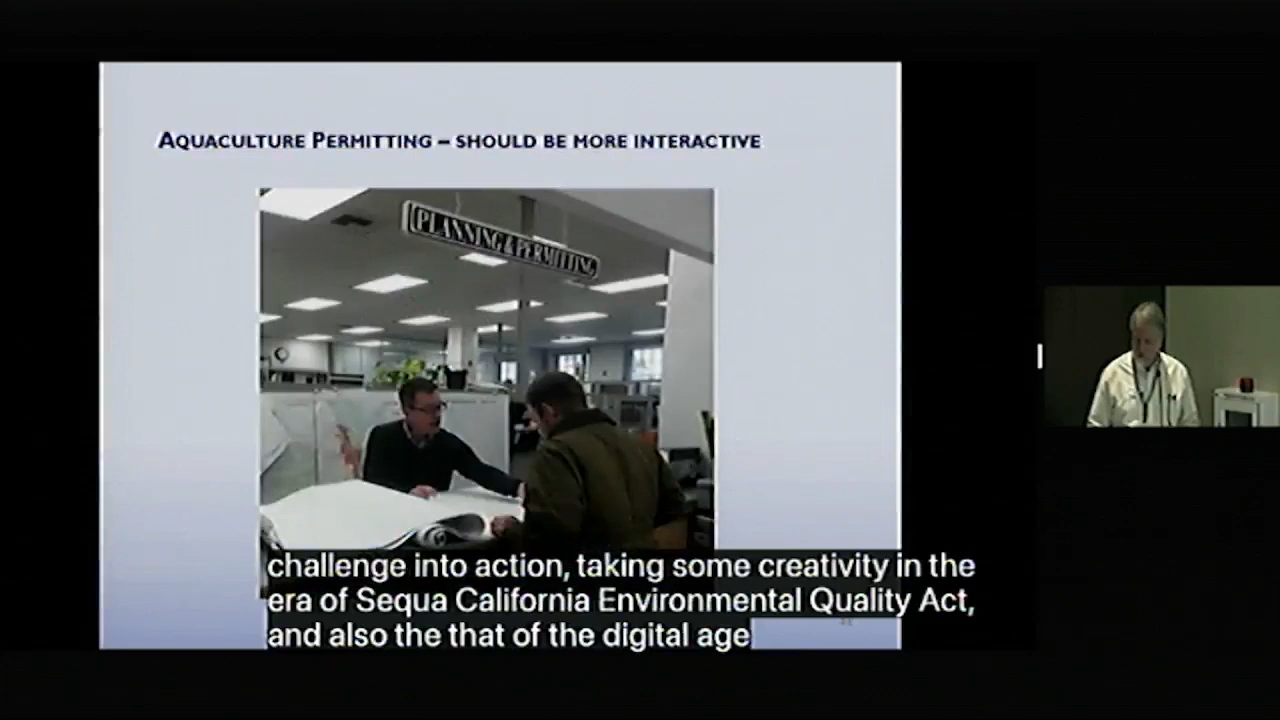 AQUACULTURE PERMITTING – SHOULD BE MORE INTERACTIVE
PLANNING & PERMITTING
challenge into action, taking some creativity in the
era of Sequa California Environmental Quality Act,
and also the that of the digital age